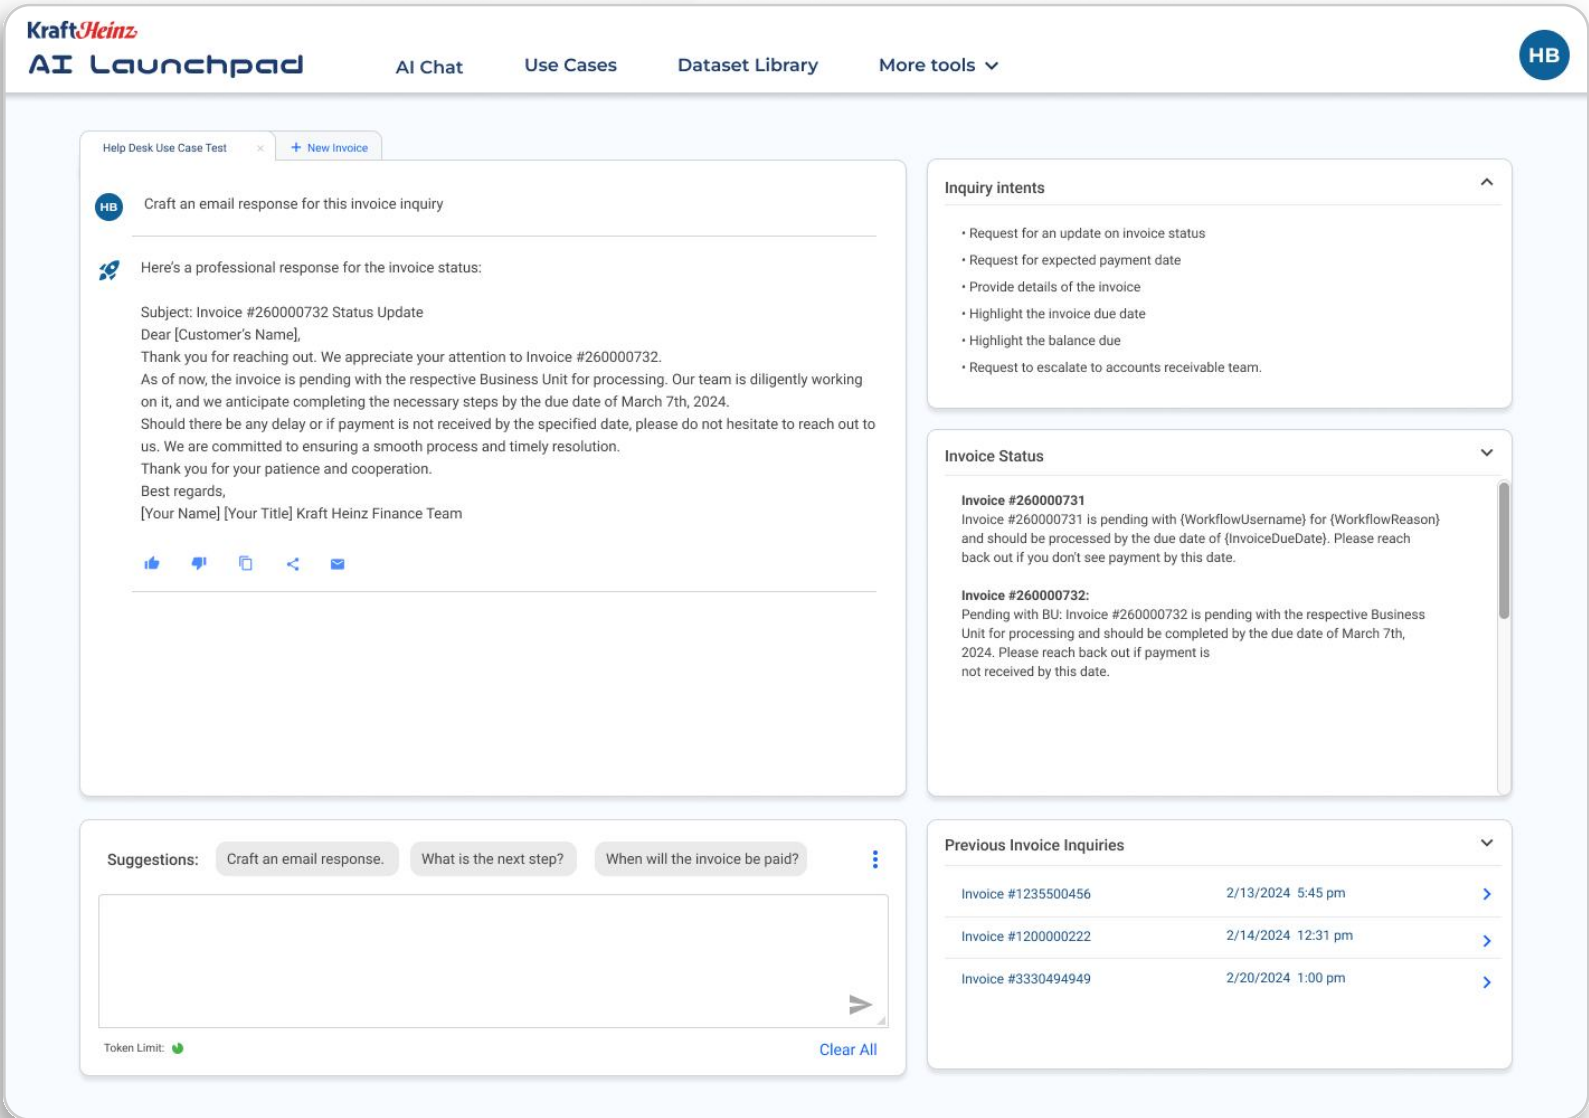 KraftHeinz
AI Launchpad
AI Chat
Use Cases
Dataset Library
More tools
HB
Help Desk Use Case Test ×
+ New Invoice
HB
Craft an email response for this invoice inquiry
Here's a professional response for the invoice status:
Subject: Invoice #260000732 Status Update
Dear [Customer's Name],
Thank you for reaching out. We appreciate your attention to Invoice #260000732.
As of now, the invoice is pending with the respective Business Unit for processing. Our team is diligently working
on it, and we anticipate completing the necessary steps by the due date of March 7th, 2024.
Should there be any delay or if payment is not received by the specified date, please do not hesitate to reach out to
us. We are committed to ensuring a smooth process and timely resolution.
Thank you for your patience and cooperation.
Best regards,
[Your Name] [Your Title] Kraft Heinz Finance Team
Inquiry intents
• Request for an update on invoice status
• Request for expected payment date
• Provide details of the invoice
• Highlight the invoice due date
• Highlight the balance due
• Request to escalate to accounts receivable team.
Invoice Status
Invoice #260000731
Invoice #260000731 is pending with {WorkflowUsername} for {WorkflowReason}
and should be processed by the due date of {InvoiceDueDate}. Please reach
back out if you don't see payment by this date.
Invoice #260000732:
Pending with BU: Invoice #260000732 is pending with the respective Business
Unit for processing and should be completed by the due date of March 7th,
2024. Please reach back out if payment is
not received by this date.
Suggestions:
Craft an email response.
What is the next step?
When will the invoice be paid?
Token Limit:
Clear All
Previous Invoice Inquiries
Invoice #1235500456 2/13/2024 5:45 pm
Invoice #1200000222 2/14/2024 12:31 pm
Invoice #3330494949 2/20/2024 1:00 pm